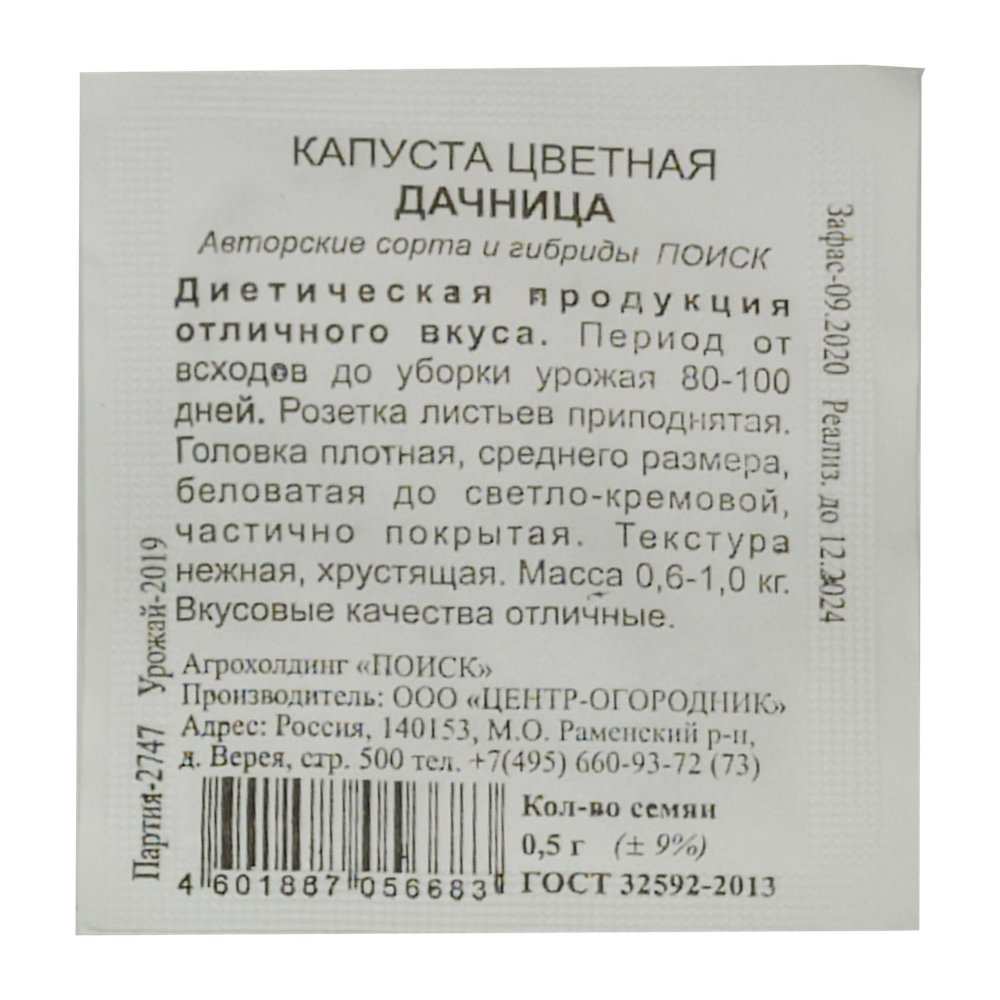 КАПУСТА ЦВЕТНАЯ
ДАЧНИЦА
Авторские сорта и гибриды ПОИСК
Диетическая продукция
отличного вкуса. Период от
всходов до уборки урожая 80-100
дней. Розетка листьев приподнятая.
Головка плотная, среднего размера,
беловатая до светло-кремовой,
частично покрытая. Текстура
нежная, хрустящая. Масса 0,6-1,0 кг.
Вкусовые качества отличные.
Агрохолдинг «ПОИСК»
Производитель: ООО «ЦЕНТР-ОГОРОДНИК»
Адрес: Россия, 140153, М.О. Раменский р-н,
д. Верея, стр. 500 тел. +7(495) 660-93-72 (73)
4 601887 056683
Кол-во семян
0,5 г (± 9%)
ГОСТ 32592-2013
Партия-2747 Урожай-2019
Зафас-09.2020 Реализ. до 12.2024